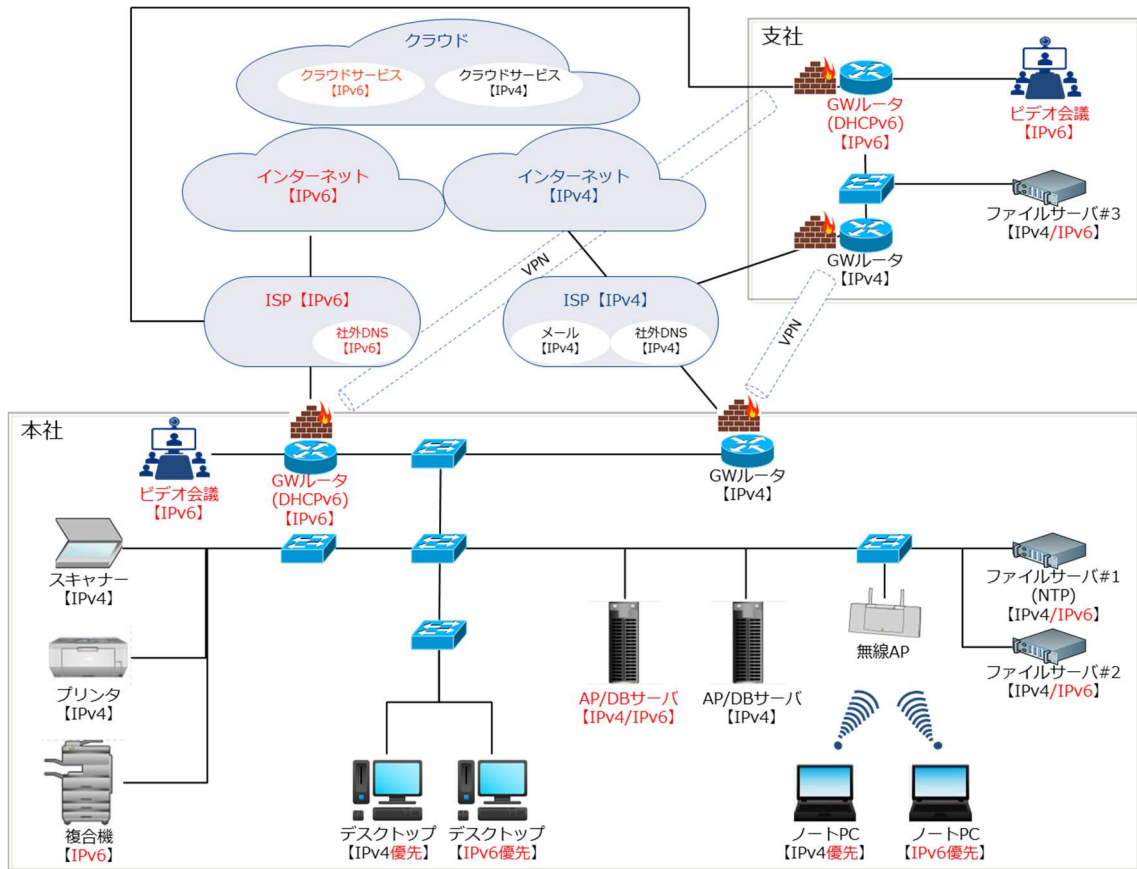 クラウド
クラウドサービス
【IPv6】
クラウドサービス
【IPv4】
インターネット
【IPv6】
インターネット
【IPv4】
ISP【IPv6】
社外DNS
【IPv6】
ISP【IPv4】
メール
【IPv4】
社外DNS
【IPv4】
VPN
VPN
支社
GWルータ
(DHCPv6)
【IPv6】
ビデオ会議
【IPv6】
ファイルサーバ#3
【IPv4/IPv6】
GWルータ
【IPv4】
本社
ビデオ会議
【IPv6】
GWルータ
(DHCPv6)
【IPv6】
GWルータ
【IPv4】
スキャナー
【IPv4】
プリンタ
【IPv4】
複合機
【IPv6】
デスクトップ
【IPv4優先】
デスクトップ
【IPv6優先】
AP/DBサーバ
【IPv4/IPv6】
AP/DBサーバ
【IPv4】
無線AP
ファイルサーバ#1
(NTP)
【IPv4/IPv6】
ファイルサーバ#2
【IPv4/IPv6】
ノートPC
【IPv4優先】
ノートPC
【IPv6優先】